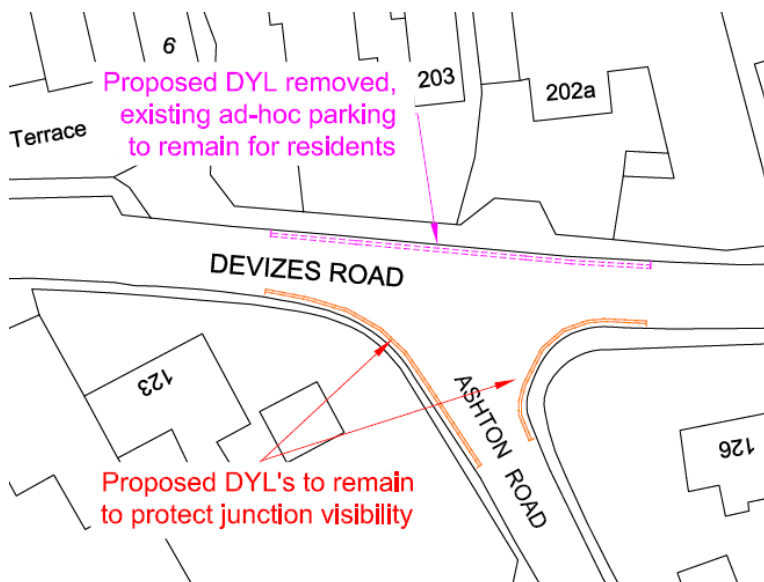 6
Proposed DYL removed,
existing ad-hoc parking
to remain for residents
203
202a
Terrace
DEVIZES ROAD
123
ASHTON ROAD
126
Proposed DYL's to remain
to protect junction visibility